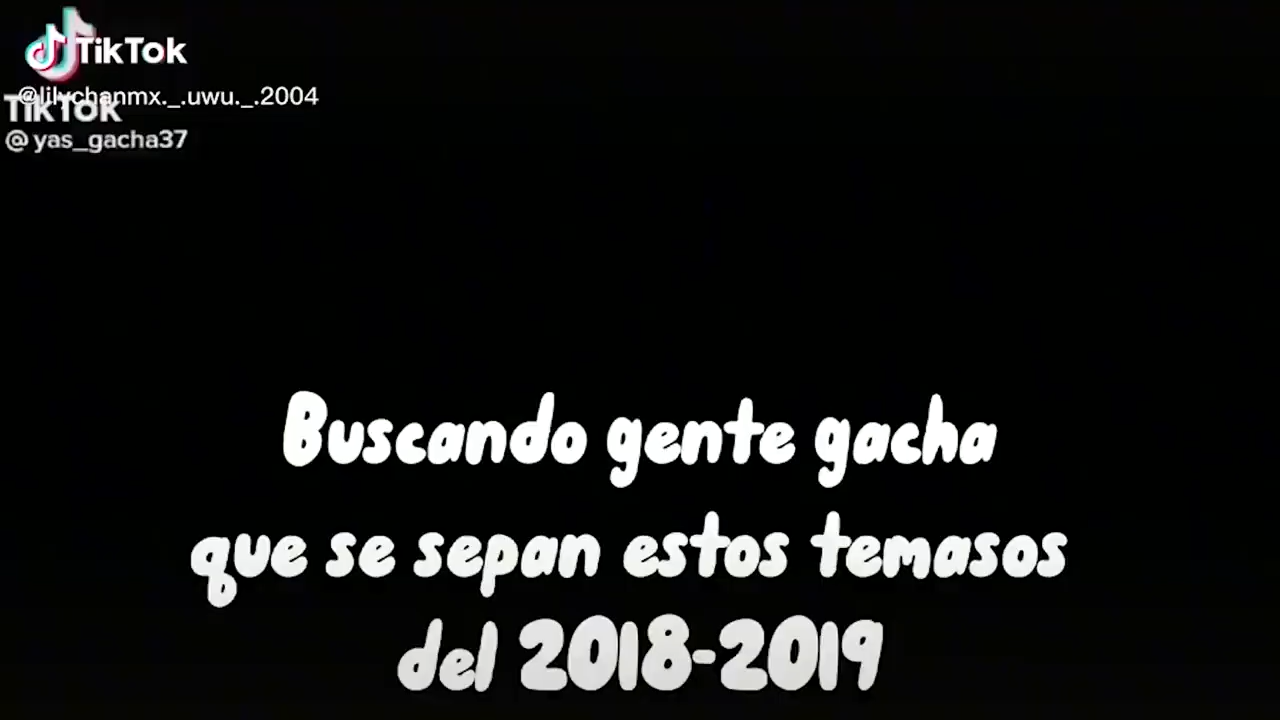 TikTok
@lilychanmx._.uwu._.2004
TikTok
@yas_gacha37
Buscando gente gacha
que se sepan estos temasos
del 2018-2019